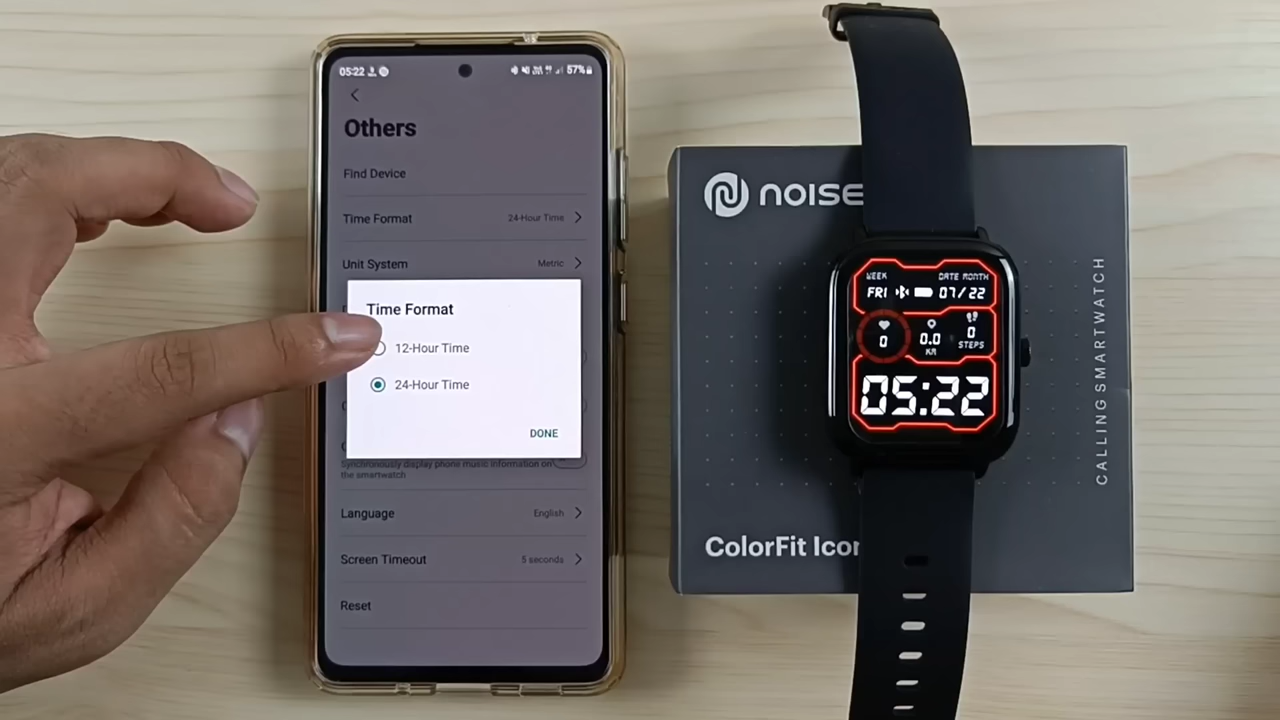 05:22
57%
Others
Find Device
Time Format 24-Hour Time
Unit System Metric
Time Format
12-Hour Time
24-Hour Time
DONE
Synchronously display phone music information on
the smartwatch
Language English
Screen Timeout 5 seconds
Reset
NOISE
WEEK DATE MONTH
FRI 07/22
0
0.0
KM
0
STEPS
05:22
CALLING SMARTWATCH
ColorFit Icon